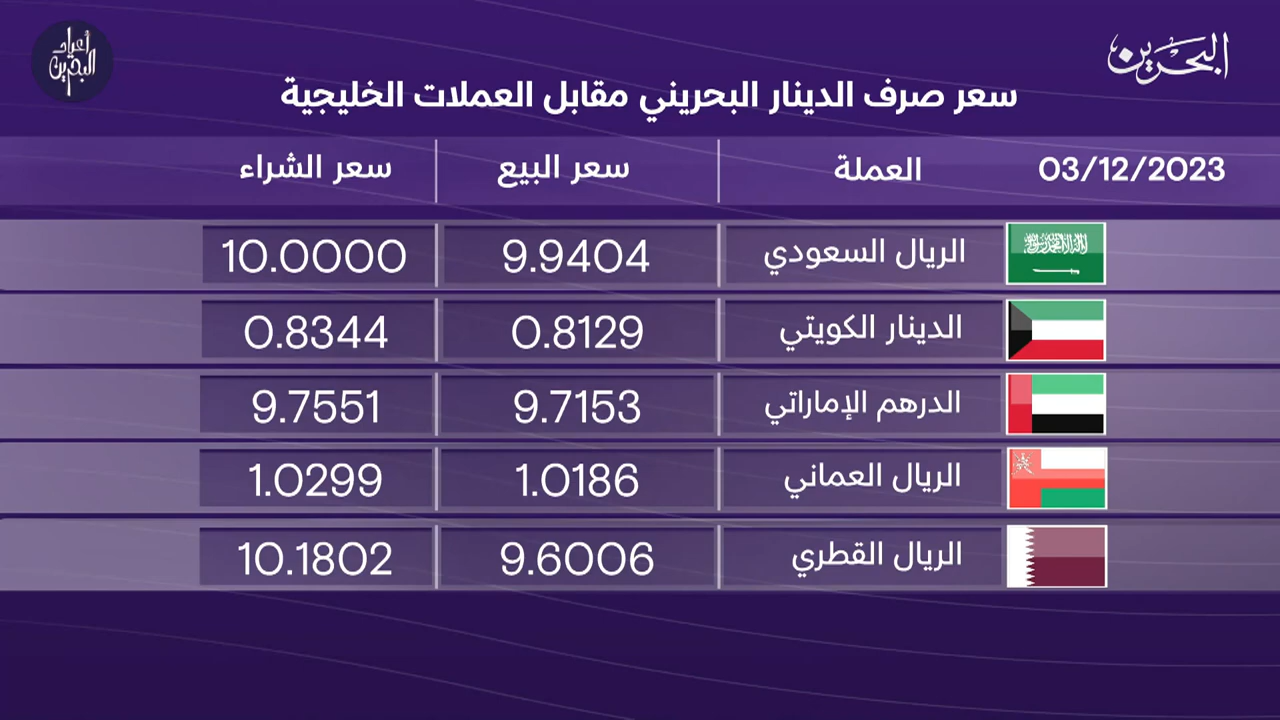 البحرين
أعياد
البحرين
سعر صرف الدينار البحريني مقابل العملات الخليجية
03/12/2023 العملة سعر البيع سعر الشراء
الريال السعودي 9.9404 10.0000
الدينار الكويتي 0.8129 0.8344
الدرهم الإماراتي 9.7153 9.7551
الريال العماني 1.0186 1.0299
الريال القطري 9.6006 10.1802